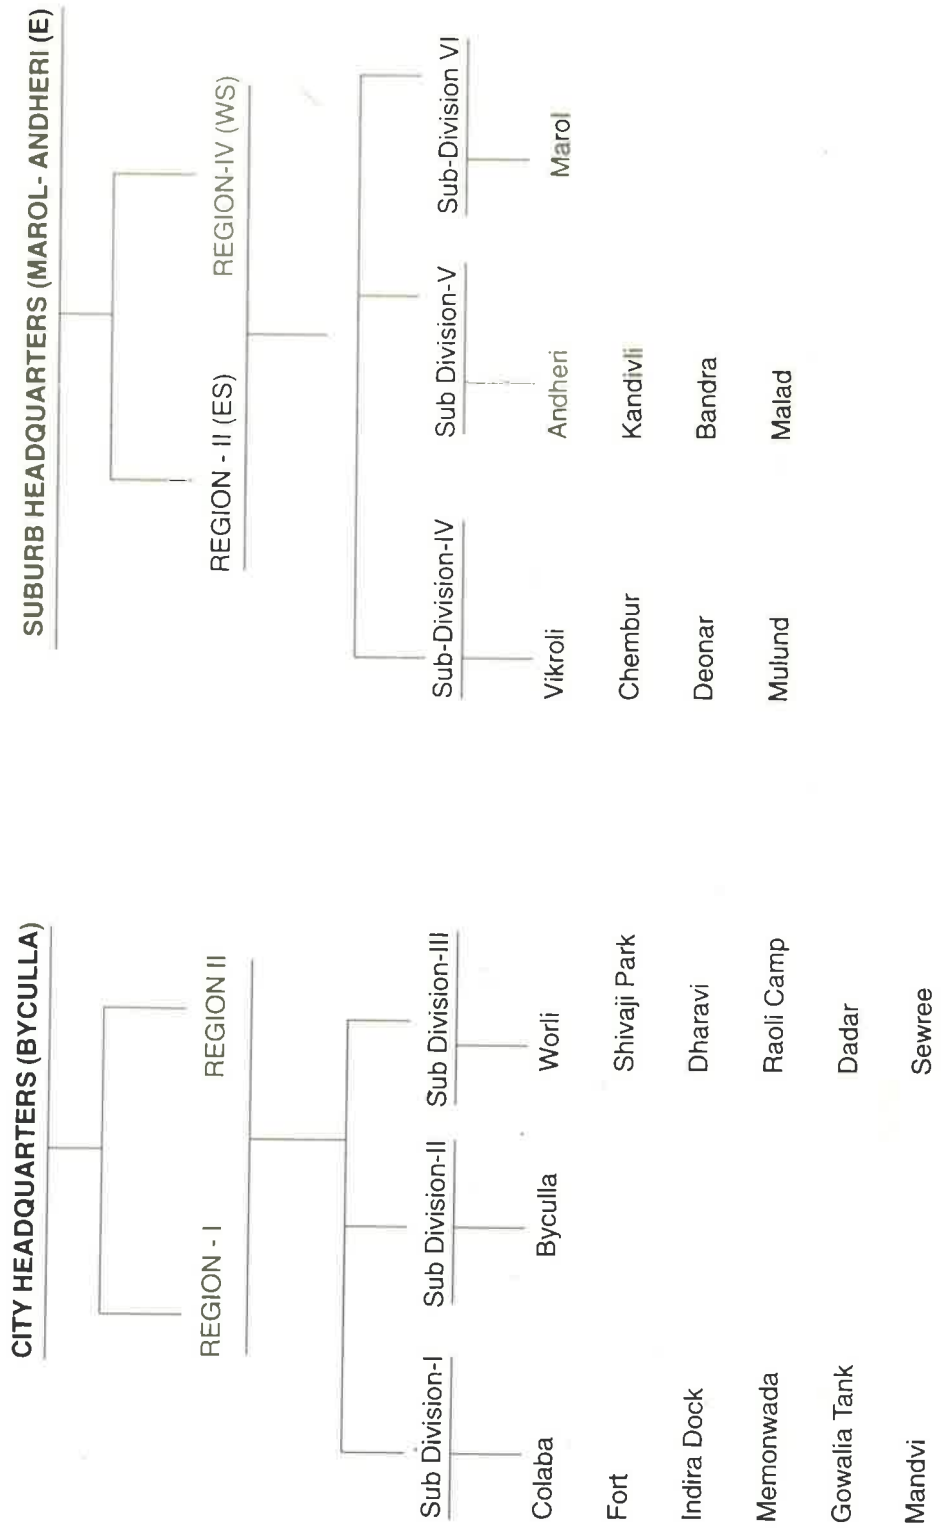 CITY HEADQUARTERS (BYCULLA)
REGION - I
REGION II
Sub Division-I
Sub Division-II
Sub Division-III
Colaba
Byculla
Worli
Fort
Shivaji Park
Indira Dock
Dharavi
Memonwada
Raoli Camp
Gowalia Tank
Dadar
Mandvi
Sewree
SUBURB HEADQUARTERS (MAROL- ANDHERI (E)
REGION - II (ES)
REGION-IV (WS)
Sub-Division-IV
Sub Division-V
Sub-Division VI
Vikroli
Andheri
Marol
Chembur
Kandivli
Deonar
Bandra
Mulund
Malad